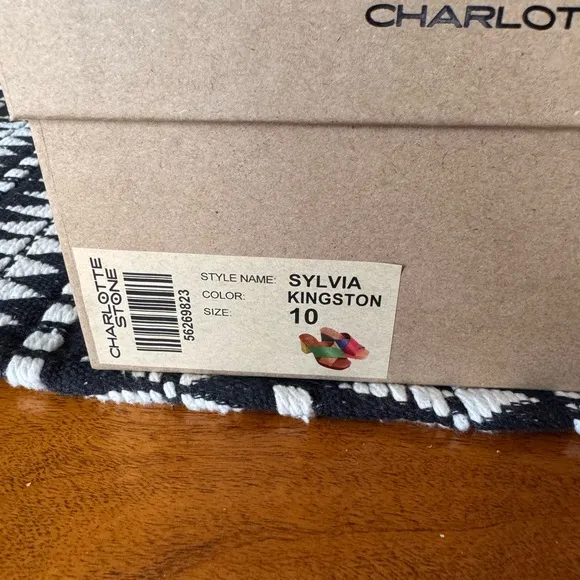 CHARLOT
CHARLOTTE
STONE
56269823
STYLE NAME: SYLVIA
COLOR: KINGSTON
SIZE: 10